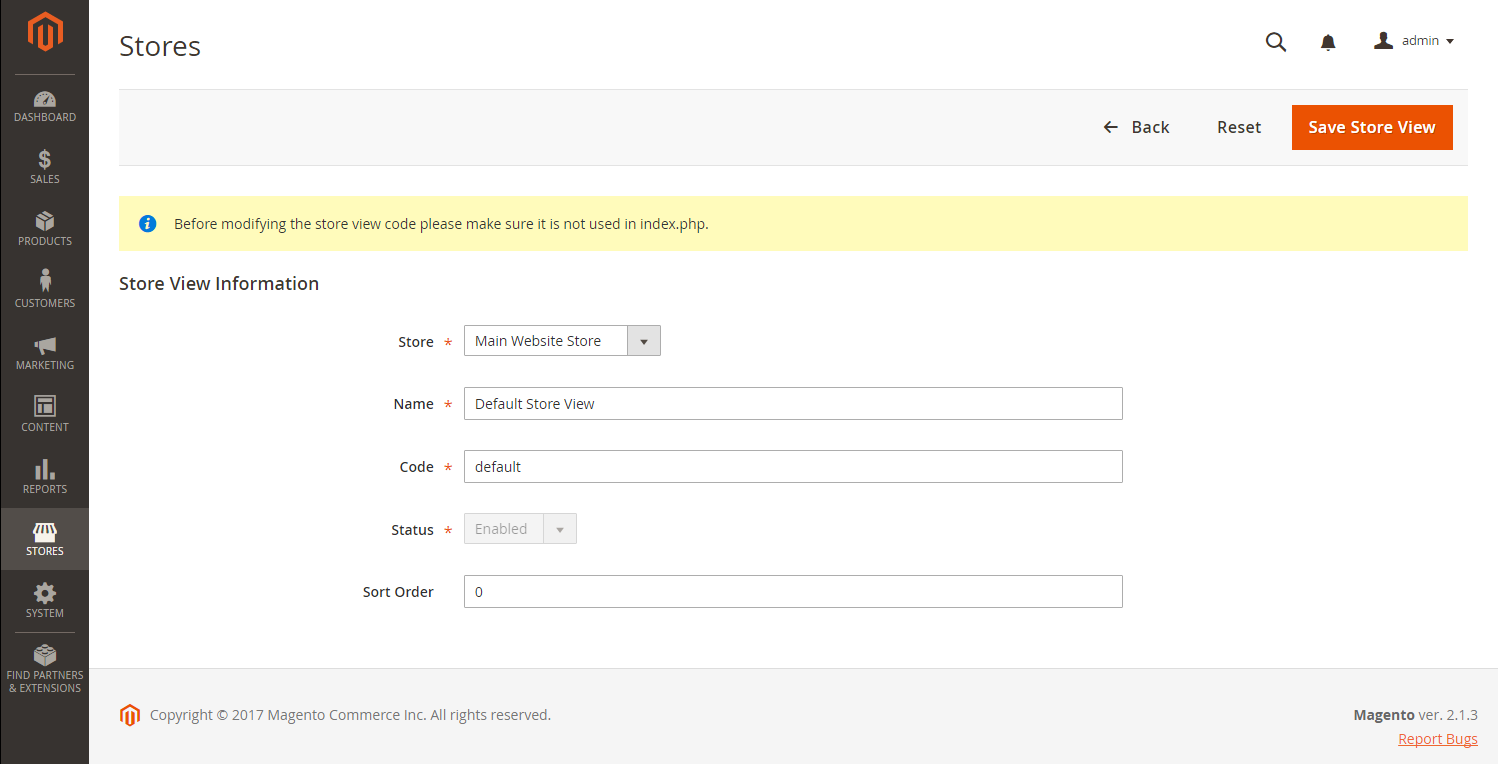 Stores
admin
DASHBOARD
SALES
PRODUCTS
CUSTOMERS
MARKETING
CONTENT
REPORTS
STORES
SYSTEM
FIND PARTNERS
& EXTENSIONS
← Back Reset Save Store View
Before modifying the store view code please make sure it is not used in index.php.
Store View Information
Store * Main Website Store
Name * Default Store View
Code * default
Status * Enabled
Sort Order 0
Copyright © 2017 Magento Commerce Inc. All rights reserved.
Magento ver. 2.1.3
Report Bugs